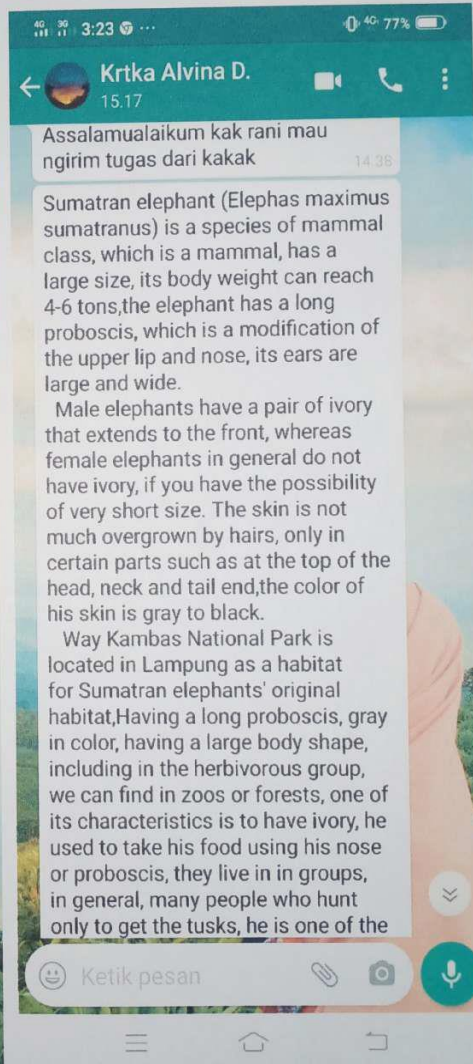 4G 3G 3:23 ... 4G 77%
Krtka Alvina D.
15.17
Assalamualaikum kak rani mau
ngirim tugas dari kakak
14.38
Sumatran elephant (Elephas maximus
sumatranus) is a species of mammal
class, which is a mammal, has a
large size, its body weight can reach
4-6 tons,the elephant has a long
proboscis, which is a modification of
the upper lip and nose, its ears are
large and wide.
Male elephants have a pair of ivory
that extends to the front, whereas
female elephants in general do not
have ivory, if you have the possibility
of very short size. The skin is not
much overgrown by hairs, only in
certain parts such as at the top of the
head, neck and tail end,the color of
his skin is gray to black.
Way Kambas National Park is
located in Lampung as a habitat
for Sumatran elephants' original
habitat,Having a long proboscis, gray
in color, having a large body shape,
including in the herbivorous group,
we can find in zoos or forests, one of
its characteristics is to have ivory, he
used to take his food using his nose
or proboscis, they live in in groups,
in general, many people who hunt
only to get the tusks, he is one of the
Ketik pesan